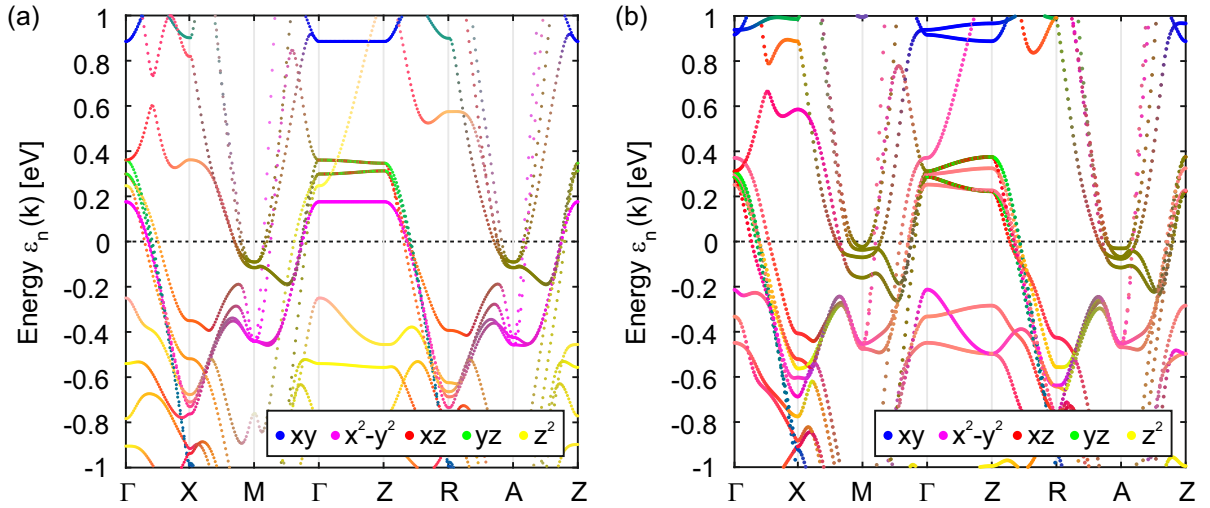 (a)
Energy εₙ(k) [eV]
1
0.8
0.6
0.4
0.2
0
-0.2
-0.4
-0.6
-0.8
-1
Γ X M Γ Z R A Z
xy x²-y² xz yz z²
(b)
Energy εₙ(k) [eV]
1
0.8
0.6
0.4
0.2
0
-0.2
-0.4
-0.6
-0.8
-1
Γ X M Γ Z R A Z
xy x²-y² xz yz z²